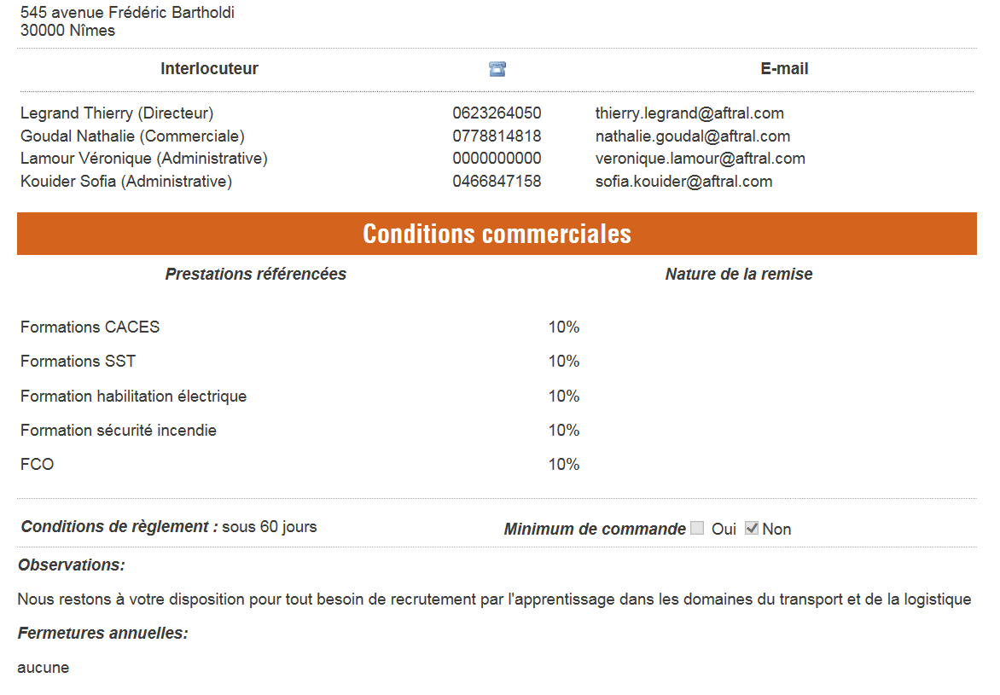 545 avenue Frédéric Bartholdi
30000 Nîmes
Interlocuteur E-mail
Legrand Thierry (Directeur) 0623264050 thierry.legrand@aftral.com
Goudal Nathalie (Commerciale) 0778814818 nathalie.goudal@aftral.com
Lamour Véronique (Administrative) 0000000000 veronique.lamour@aftral.com
Kouider Sofia (Administrative) 0466847158 sofia.kouider@aftral.com
Conditions commerciales
Prestations référencées Nature de la remise
Formations CACES 10%
Formations SST 10%
Formation habilitation électrique 10%
Formation sécurité incendie 10%
FCO 10%
Conditions de règlement : sous 60 jours Minimum de commande Oui Non
Observations:
Nous restons à votre disposition pour tout besoin de recrutement par l'apprentissage dans les domaines du transport et de la logistique
Fermetures annuelles:
aucune